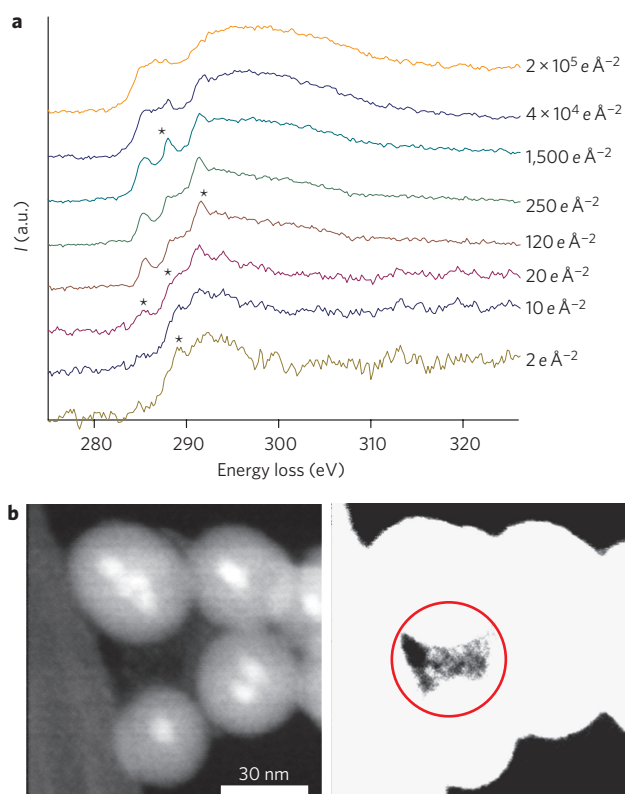 a
2 × 10⁵ e Å⁻²
4 × 10⁴ e Å⁻²
1,500 e Å⁻²
250 e Å⁻²
120 e Å⁻²
20 e Å⁻²
10 e Å⁻²
2 e Å⁻²
I (a.u.)
280 290 300 310 320
Energy loss (eV)
b
30 nm